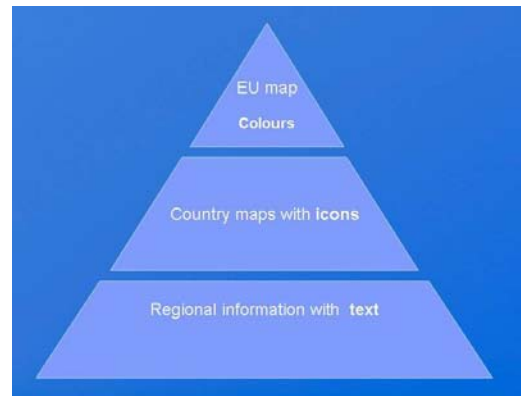 EU map
Colours
Country maps with icons
Regional information with text